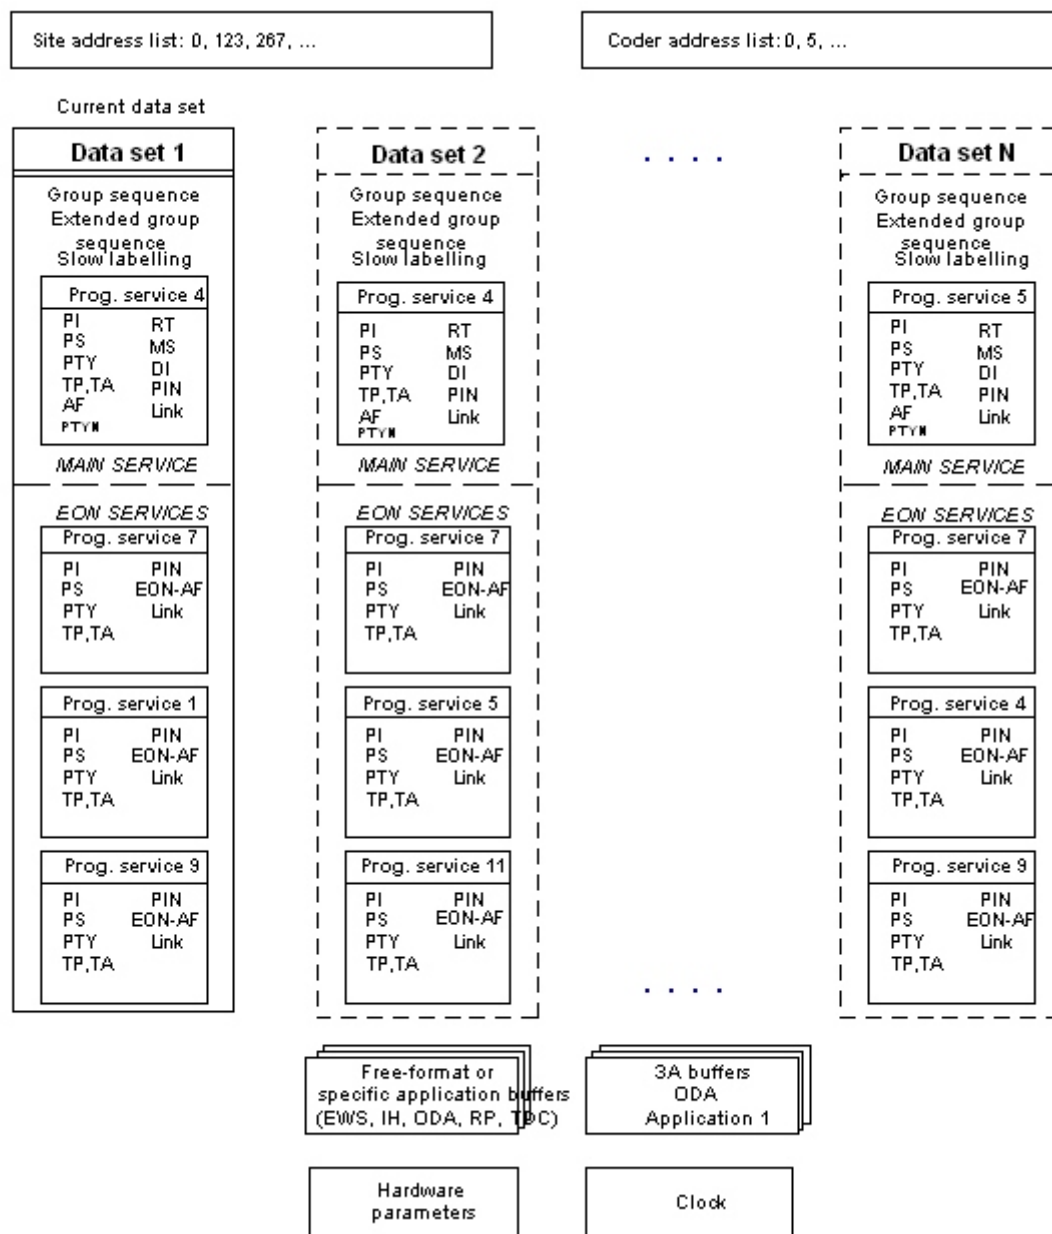 Site address list: 0, 123, 267, ...
Coder address list: 0, 5, ...
Current data set
Data set 1
Group sequence
Extended group
sequence
Slow labelling
Prog. service 4
PI RT
PS MS
PTY DI
TP,TA PIN
AF Link
PTYN
MAIN SERVICE
EON SERVICES
Prog. service 7
PI PIN
PS EON-AF
PTY Link
TP,TA
Prog. service 1
PI PIN
PS EON-AF
PTY Link
TP,TA
Prog. service 9
PI PIN
PS EON-AF
PTY Link
TP,TA
Data set 2
Group sequence
Extended group
sequence
Slow labelling
Prog. service 4
PI RT
PS MS
PTY DI
TP,TA PIN
AF Link
PTYN
MAIN SERVICE
EON SERVICES
Prog. service 7
PI PIN
PS EON-AF
PTY Link
TP,TA
Prog. service 5
PI PIN
PS EON-AF
PTY Link
TP,TA
Prog. service 11
PI PIN
PS EON-AF
PTY Link
TP,TA
. . . .
. . . .
Data set N
Group sequence
Extended group
sequence
Slow labelling
Prog. service 5
PI RT
PS MS
PTY DI
TP,TA PIN
AF Link
PTYN
MAIN SERVICE
EON SERVICES
Prog. service 7
PI PIN
PS EON-AF
PTY Link
TP,TA
Prog. service 4
PI PIN
PS EON-AF
PTY Link
TP,TA
Prog. service 9
PI PIN
PS EON-AF
PTY Link
TP,TA
Free-format or
specific application buffers
(EWS, IH, ODA, RP, TDC)
3A buffers
ODA
Application 1
Hardware
parameters
Clock